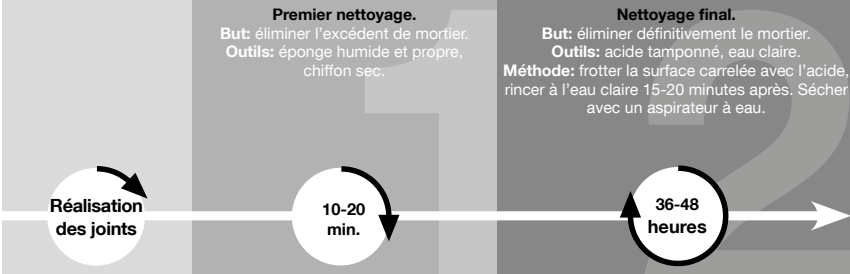 Premier nettoyage.
But: éliminer l'excédent de mortier.
Outils: éponge humide et propre,
chiffon sec.
Nettoyage final.
But: éliminer définitivement le mortier.
Outils: acide tamponné, eau claire.
Méthode: frotter la surface carrelée avec l'acide,
rincer à l'eau claire 15-20 minutes après. Sécher
avec un aspirateur à eau.
1
2
Réalisation
des joints
10-20
min.
36-48
heures